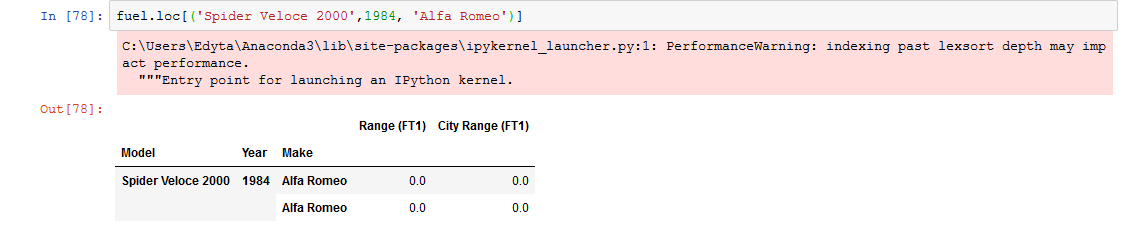 In [78]: fuel.loc[('Spider Veloce 2000',1984, 'Alfa Romeo')]
C:\Users\Edyta\Anaconda3\lib\site-packages\ipykernel_launcher.py:1: PerformanceWarning: indexing past lexsort depth may imp
act performance.
"""Entry point for launching an IPython kernel.
Out[78]:
Range (FT1) City Range (FT1)
Model Year Make
Spider Veloce 2000 1984 Alfa Romeo 0.0 0.0
Alfa Romeo 0.0 0.0